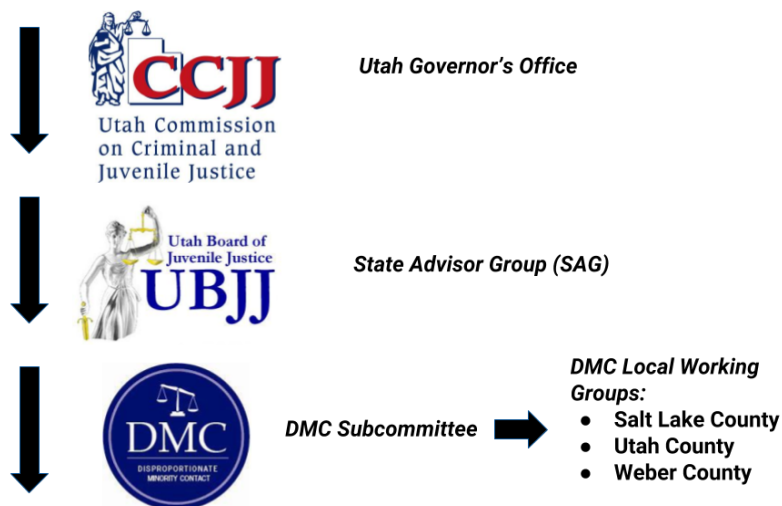 CCJJ
Utah Commission
on Criminal and
Juvenile Justice
Utah Governor's Office
Utah Board of
Juvenile Justice
UBJJ
State Advisor Group (SAG)
DMC
DISPROPORTIONATE
MINORITY CONTACT
DMC Subcommittee
DMC Local Working
Groups:
● Salt Lake County
● Utah County
● Weber County